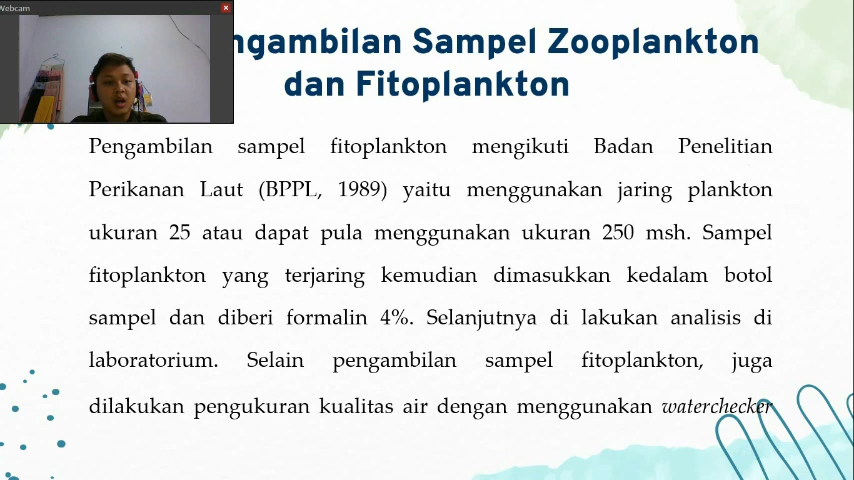 Webcam
ngambilan Sampel Zooplankton
dan Fitoplankton
Pengambilan sampel fitoplankton mengikuti Badan Penelitian
Perikanan Laut (BPPL, 1989) yaitu menggunakan jaring plankton
ukuran 25 atau dapat pula menggunakan ukuran 250 msh. Sampel
fitoplankton yang terjaring kemudian dimasukkan kedalam botol
sampel dan diberi formalin 4%. Selanjutnya di lakukan analisis di
laboratorium. Selain pengambilan sampel fitoplankton, juga
dilakukan pengukuran kualitas air dengan menggunakan waterchecker